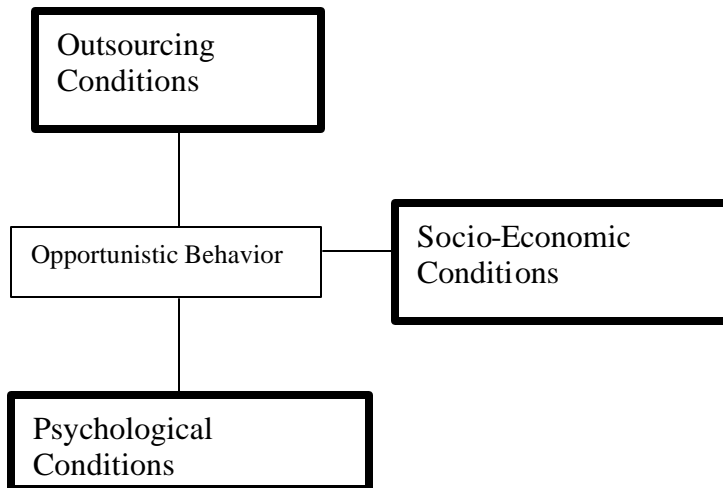 Outsourcing
Conditions
Opportunistic Behavior
Socio-Economic
Conditions
Psychological
Conditions